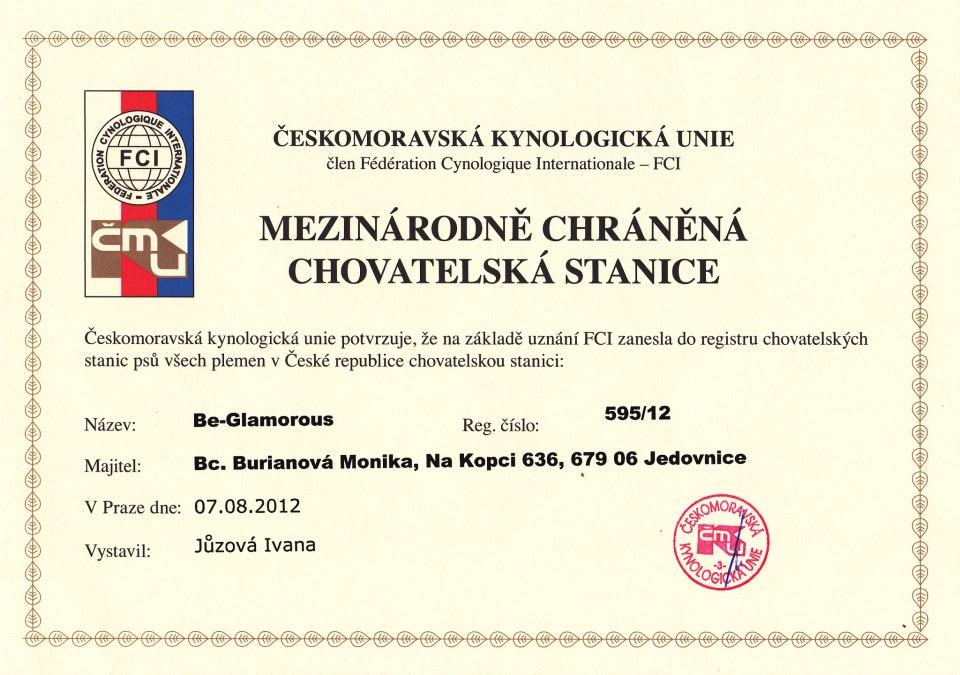 FEDERATION CYNOLOGIQUE INTERNATIONALE
FCI
čmku
ČESKOMORAVSKÁ KYNOLOGICKÁ UNIE
člen Fédération Cynologique Internationale – FCI
MEZINÁRODNĚ CHRÁNĚNÁ
CHOVATELSKÁ STANICE
Českomoravská kynologická unie potvrzuje, že na základě uznání FCI zanesla do registru chovatelských
stanic psů všech plemen v České republice chovatelskou stanici:
Název: Be-Glamorous Reg. číslo: 595/12
Majitel: Bc. Burianová Monika, Na Kopci 636, 679 06 Jedovnice
V Praze dne: 07.08.2012
Vystavil: Jůzová Ivana
ČESKOMORAVSKÁ
čmku
-3-
KYNOLOGICKÁ UNIE